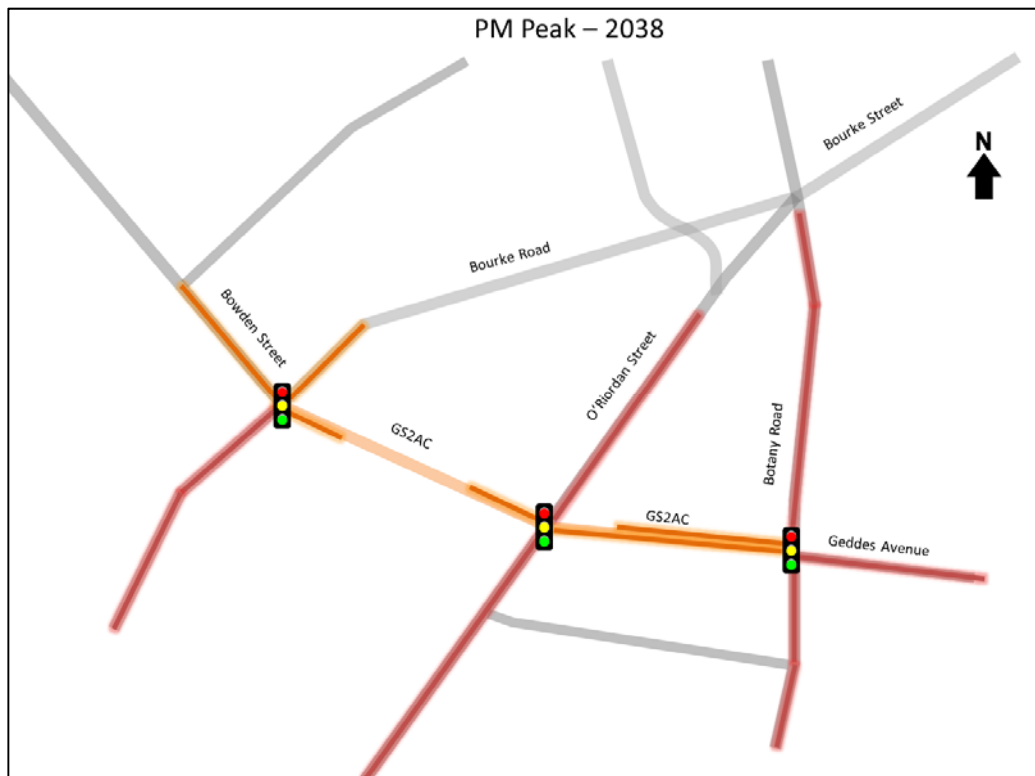 PM Peak – 2038
Bourke Street
N
Bourke Road
Bowden Street
O'Riordan Street
GS2AC
Botany Road
GS2AC
Geddes Avenue